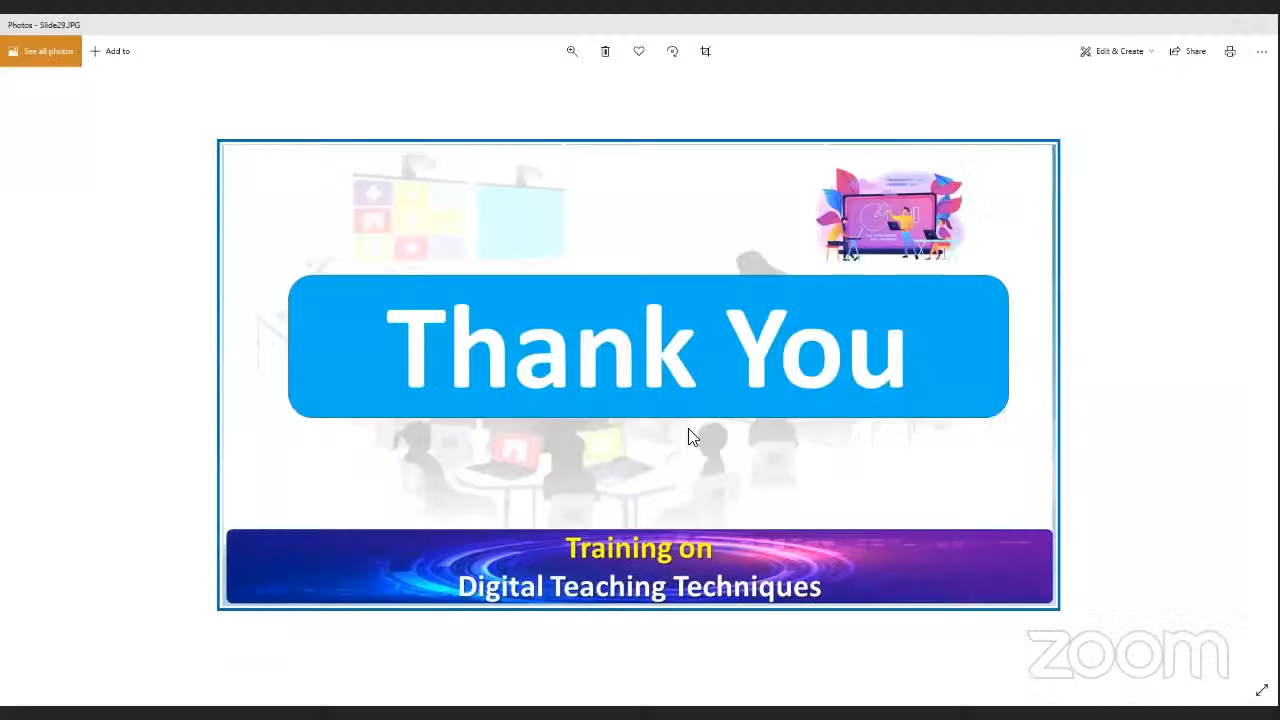 Photos - Slide29.JPG
See all photos
Add to
Edit & Create
Share
Thank You
Training on
Digital Teaching Techniques
zoom